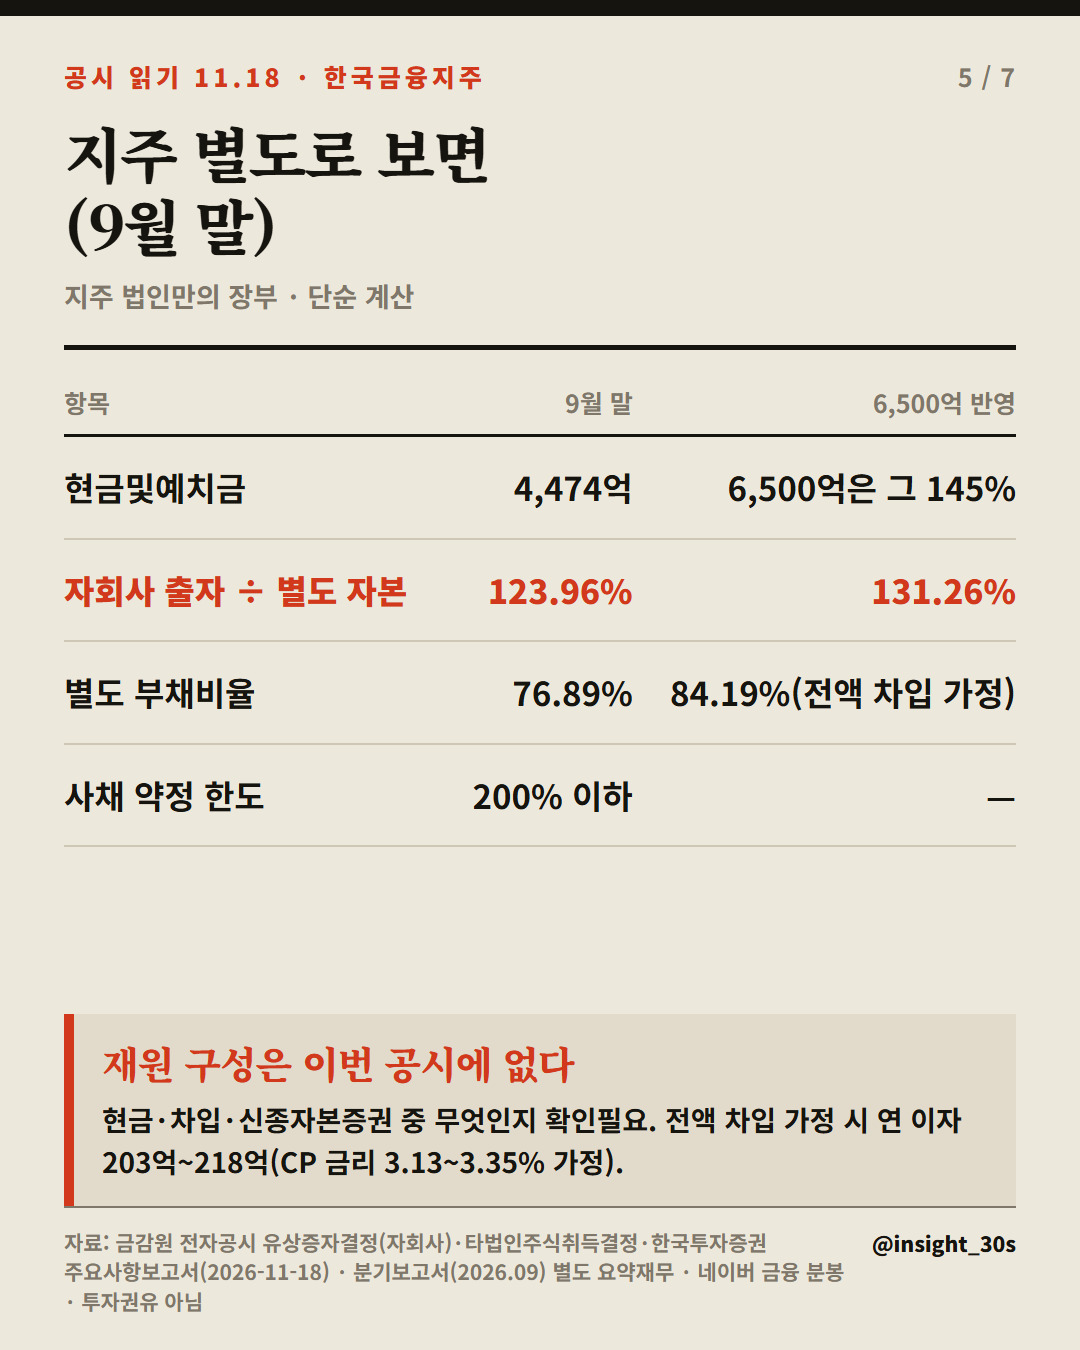 공시 읽기 11.18 · 한국금융지주
5 / 7
지주 별도로 보면
(9월 말)
지주 법인만의 장부 · 단순 계산
항목 9월 말 6,500억 반영
현금및예치금 4,474억 6,500억은 그 145%
자회사 출자 ÷ 별도 자본 123.96% 131.26%
별도 부채비율 76.89% 84.19%(전액 차입 가정)
사채 약정 한도 200% 이하 —
재원 구성은 이번 공시에 없다
현금·차입·신종자본증권 중 무엇인지 확인필요. 전액 차입 가정 시 연 이자
203억~218억(CP 금리 3.13~3.35% 가정).
자료: 금감원 전자공시 유상증자결정(자회사)·타법인주식취득결정·한국투자증권
주요사항보고서(2026-11-18) · 분기보고서(2026.09) 별도 요약재무 · 네이버 금융 분봉
· 투자권유 아님
@insight_30s